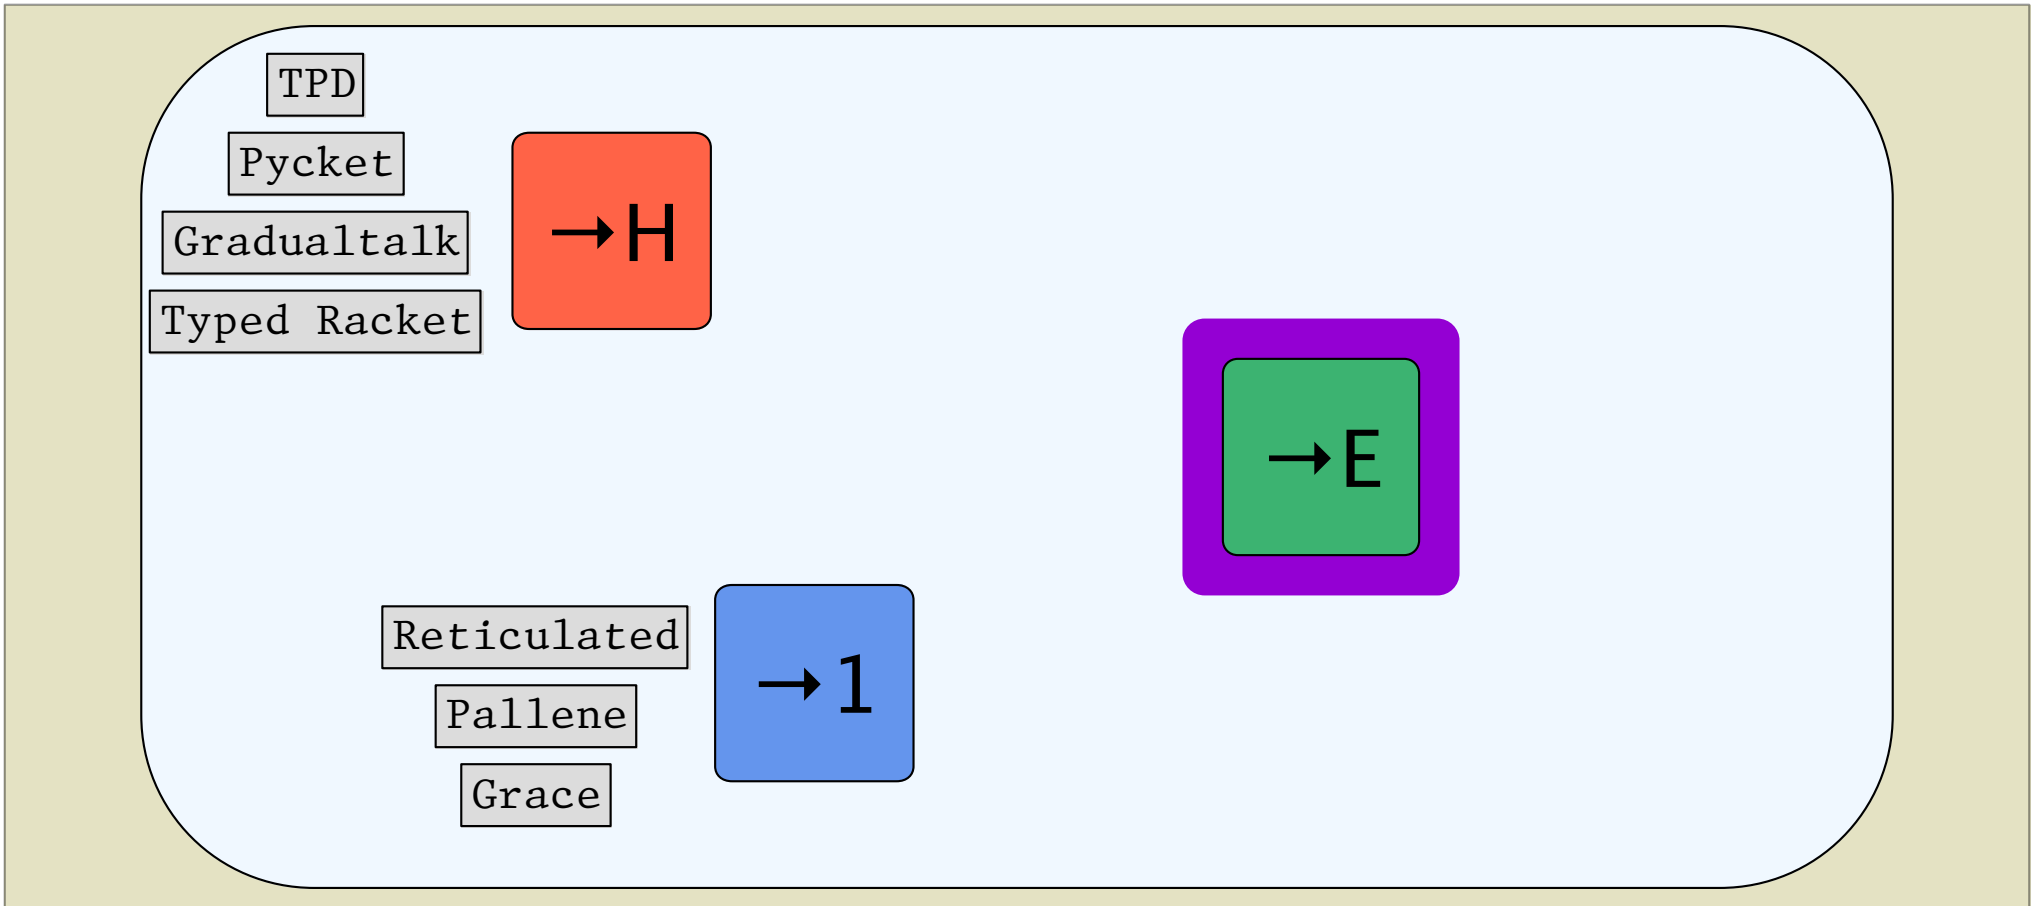 TPD
Pycket
Gradualtalk
Typed Racket
→H
→E
Reticulated
Pallene
Grace
→1